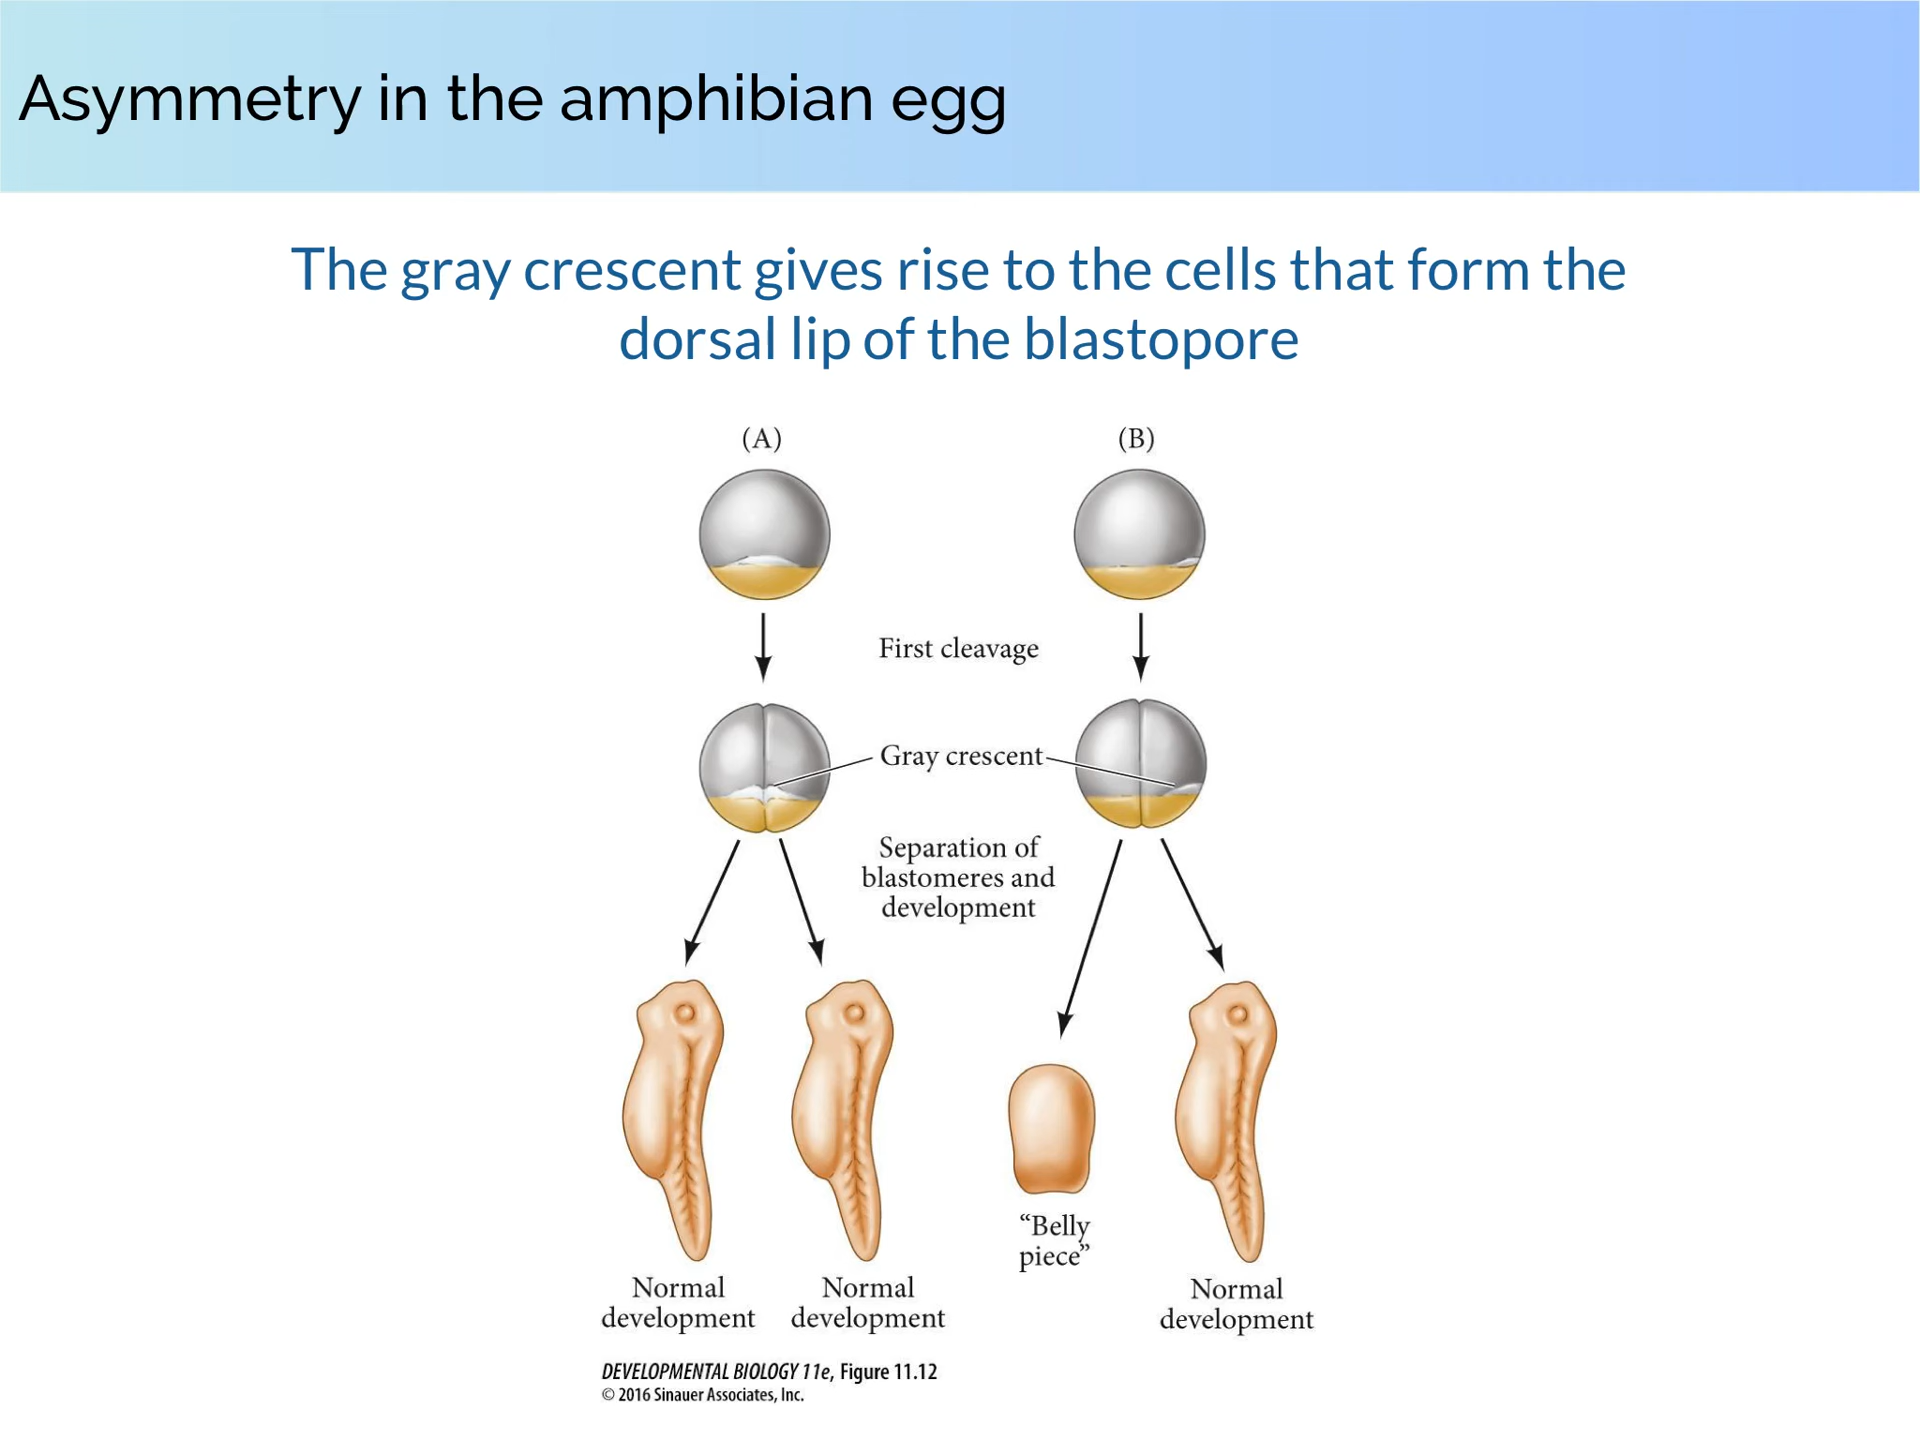 Asymmetry in the amphibian egg
The gray crescent gives rise to the cells that form the
dorsal lip of the blastopore
(A)
(B)
First cleavage
Gray crescent
Separation of
blastomeres and
development
“Belly
piece”
Normal
development
Normal
development
Normal
development
DEVELOPMENTAL BIOLOGY 11e, Figure 11.12
© 2016 Sinauer Associates, Inc.